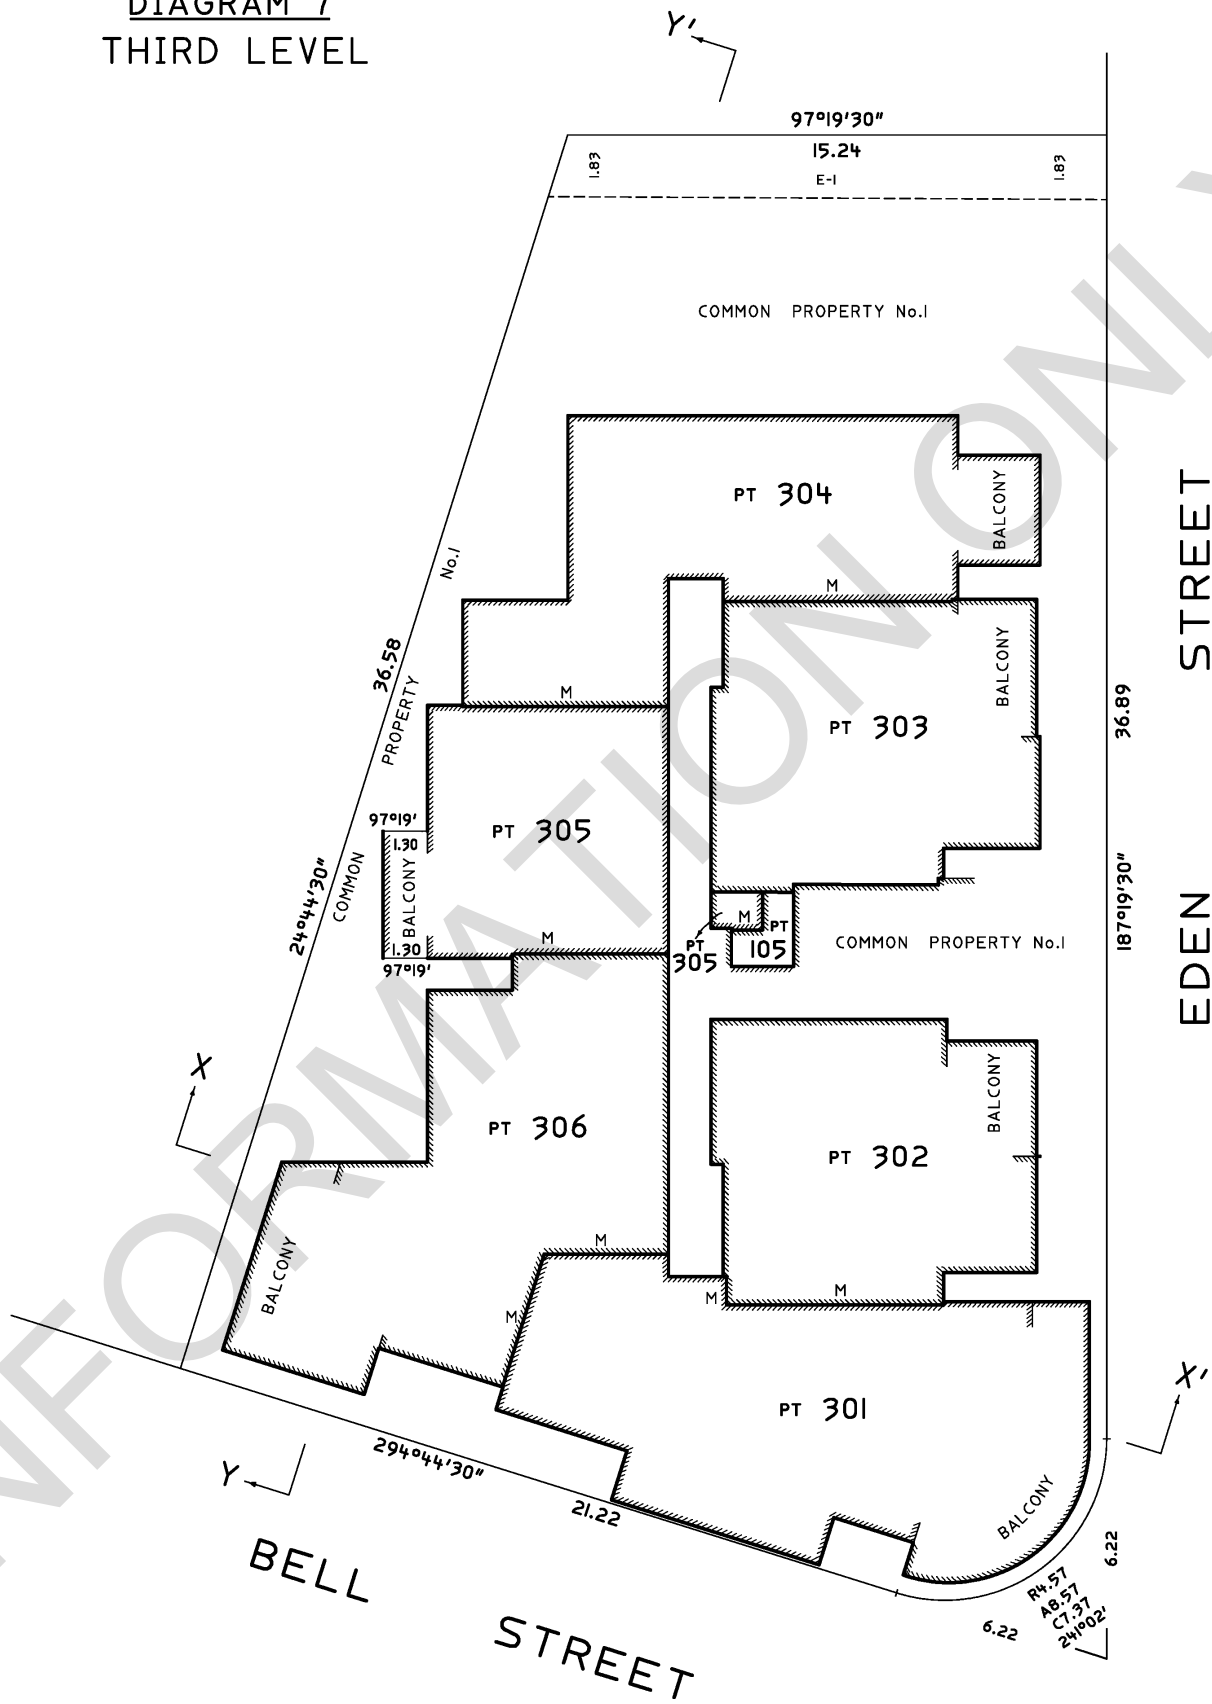 DIAGRAM 7
THIRD LEVEL
Y'
97°19'30"
15.24
1.83
1.83
E-1
COMMON PROPERTY No.1
PT 304
BALCONY
M
COMMON PROPERTY No.1
36.58
24°44'30"
M
PT 303
BALCONY
STREET
EDEN
36.89
187°19'30"
97°19'
1.30
BALCONY
1.30
97°19'
PT 305
M
M
PT
305
PT
105
COMMON PROPERTY No.1
X
PT 306
BALCONY
M
M
PT 302
BALCONY
M
M
PT 301
BALCONY
X'
Y
294°44'30"
21.22
BELL STREET
6.22
6.22
R4.57
A8.57
C7.37
241°02'
INFORMATION ONLY